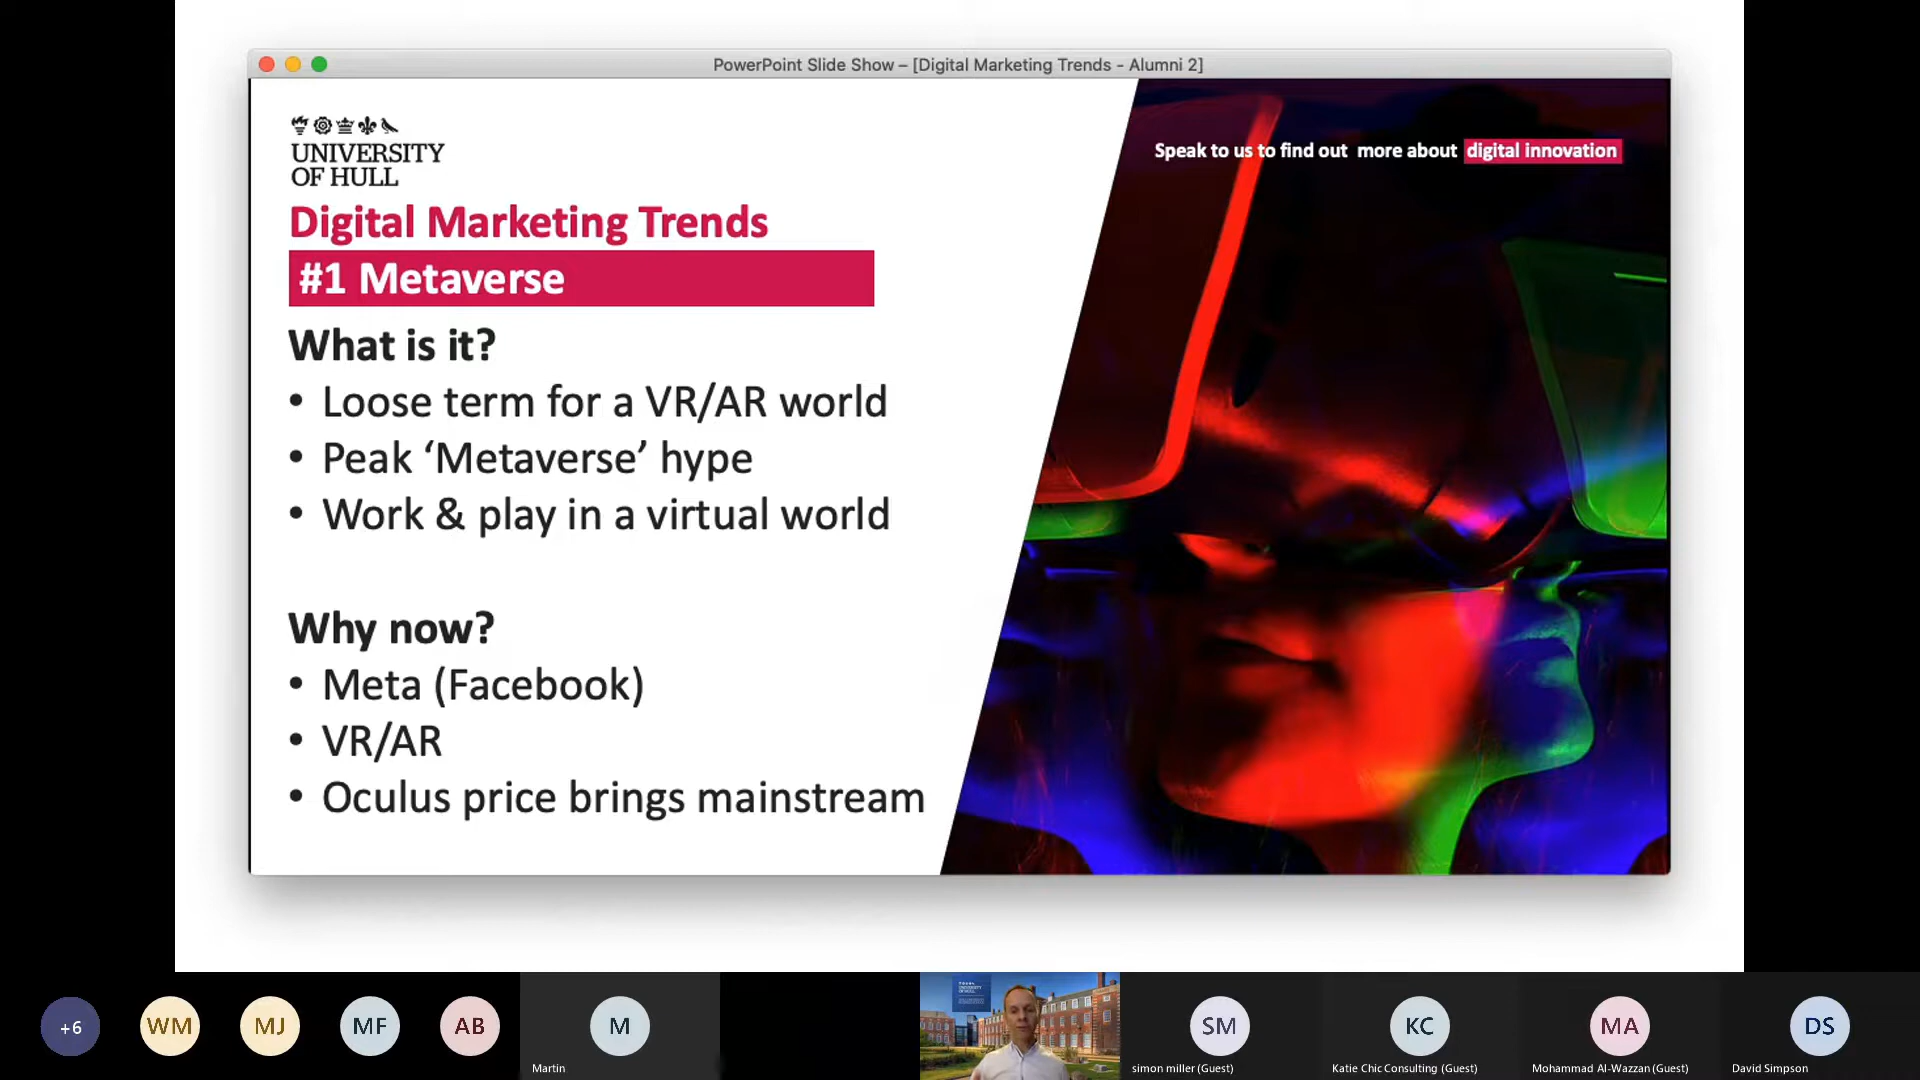 PowerPoint Slide Show – [Digital Marketing Trends - Alumni 2]
UNIVERSITY
OF HULL
Speak to us to find out more about digital innovation
Digital Marketing Trends
#1 Metaverse
What is it?
• Loose term for a VR/AR world
• Peak ‘Metaverse’ hype
• Work & play in a virtual world
Why now?
• Meta (Facebook)
• VR/AR
• Oculus price brings mainstream
+6
WM
MJ
MF
AB
M
Martin
SM
simon miller (Guest)
KC
Katie Chic Consulting (Guest)
MA
Mohammad Al-Wazzan (Guest)
DS
David Simpson